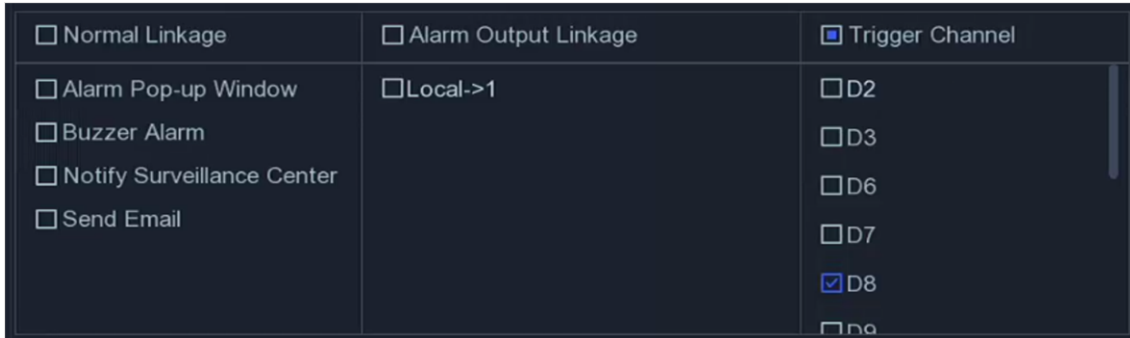 Normal Linkage
Alarm Output Linkage
Trigger Channel
Alarm Pop-up Window
Buzzer Alarm
Notify Surveillance Center
Send Email
Local->1
D2
D3
D6
D7
D8
D9